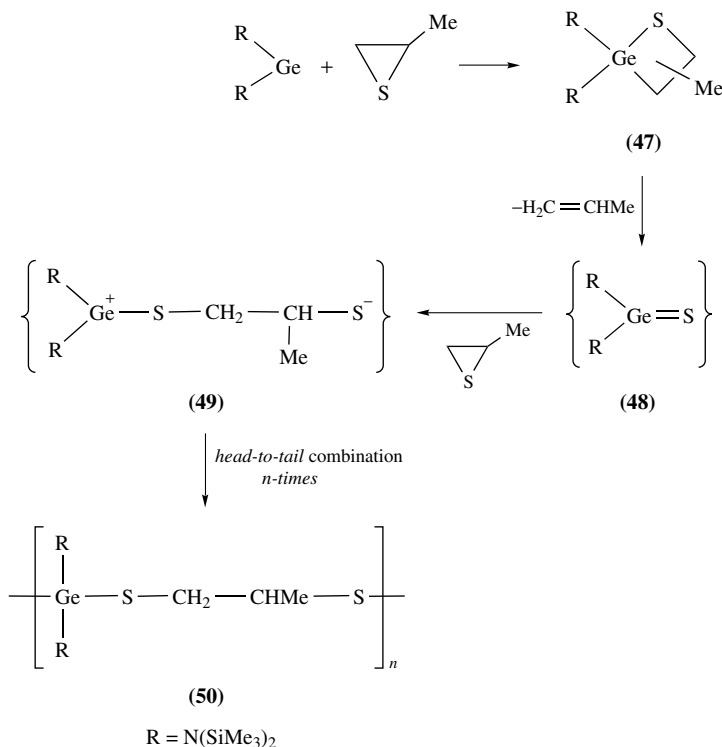 R Me R S
Ge + Ge
R S R Me
(47)
−H2C=CHMe
R R
Ge+ — S — CH2 — CH — S− Ge=S
R Me R
Me
S
(49) (48)
head-to-tail combination
n-times
R
Ge — S — CH2 — CHMe — S
R
n
(50)
R = N(SiMe3)2